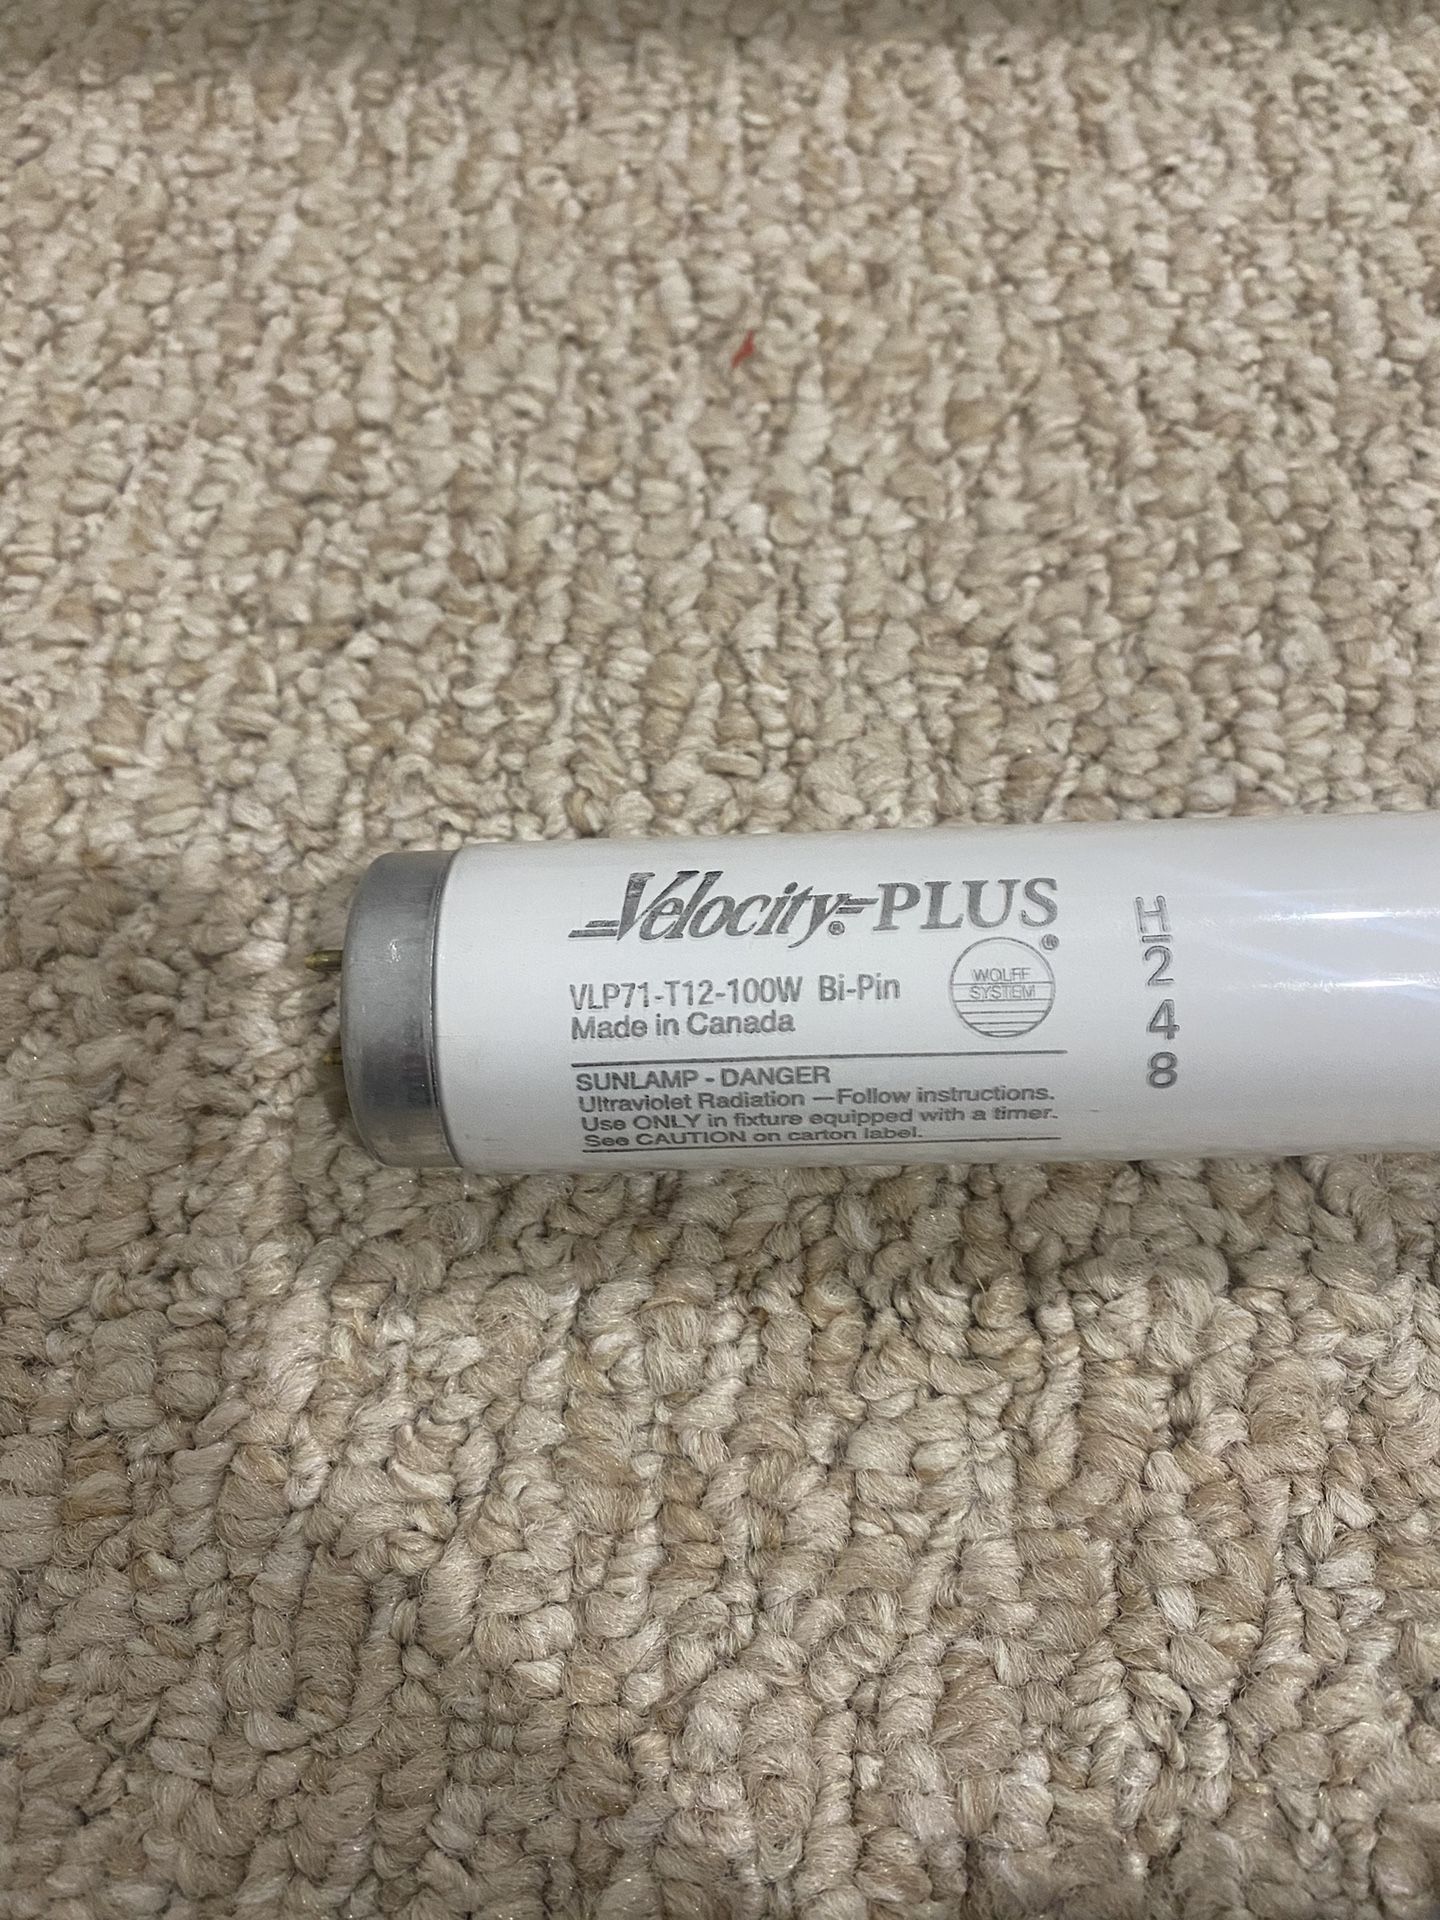 Velocity®PLUS®
VLP71-T12-100W Bi-Pin
Made in Canada
WOLFF
SYSTEM
SUNLAMP - DANGER
Ultraviolet Radiation —Follow instructions.
Use ONLY in fixture equipped with a timer.
See CAUTION on carton label.
H
2
4
8